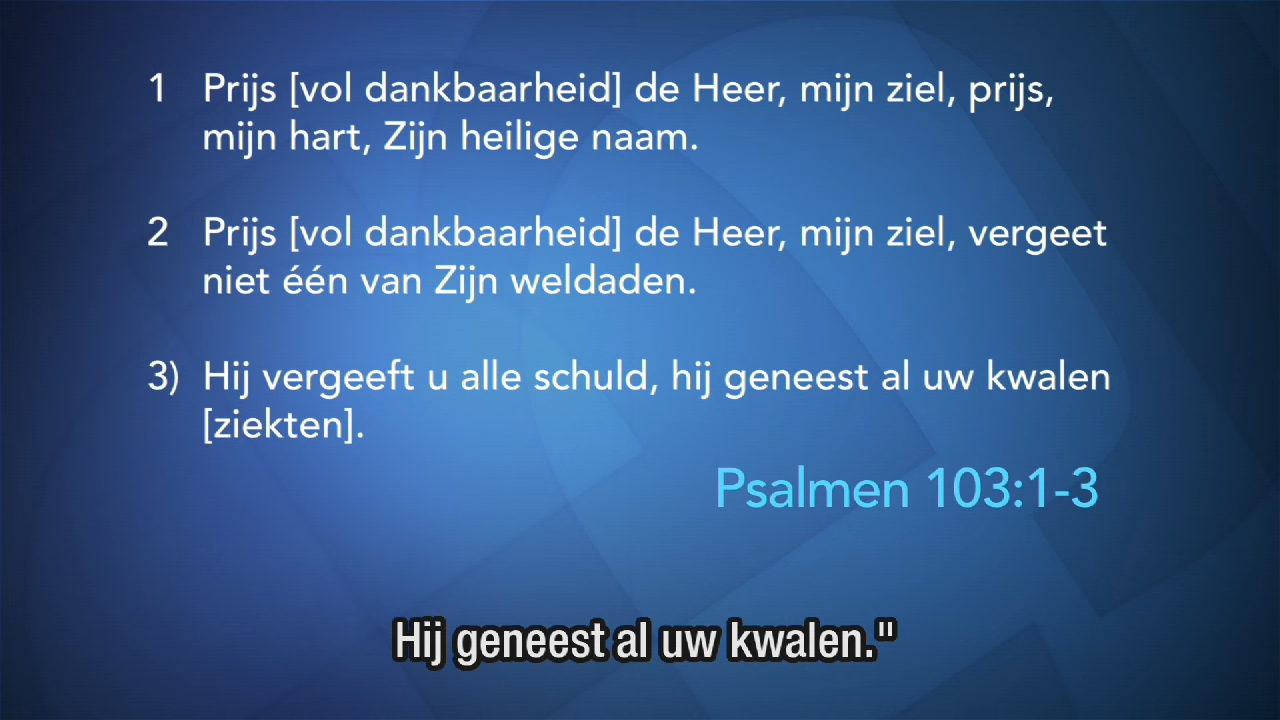 1 Prijs [vol dankbaarheid] de Heer, mijn ziel, prijs,
mijn hart, Zijn heilige naam.
2 Prijs [vol dankbaarheid] de Heer, mijn ziel, vergeet
niet één van Zijn weldaden.
3) Hij vergeeft u alle schuld, hij geneest al uw kwalen
[ziekten].
Psalmen 103:1-3
Hij geneest al uw kwalen."